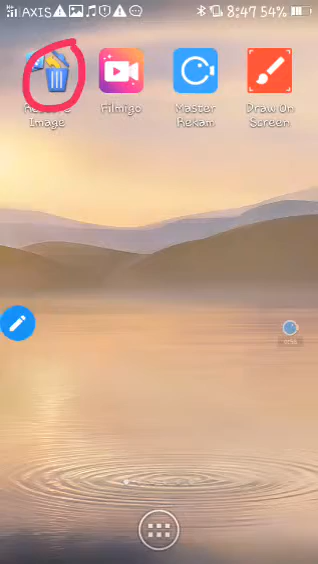 AXIS 8:47 54%
Image
Filmigo
Master
Rekam
Draw On
Screen